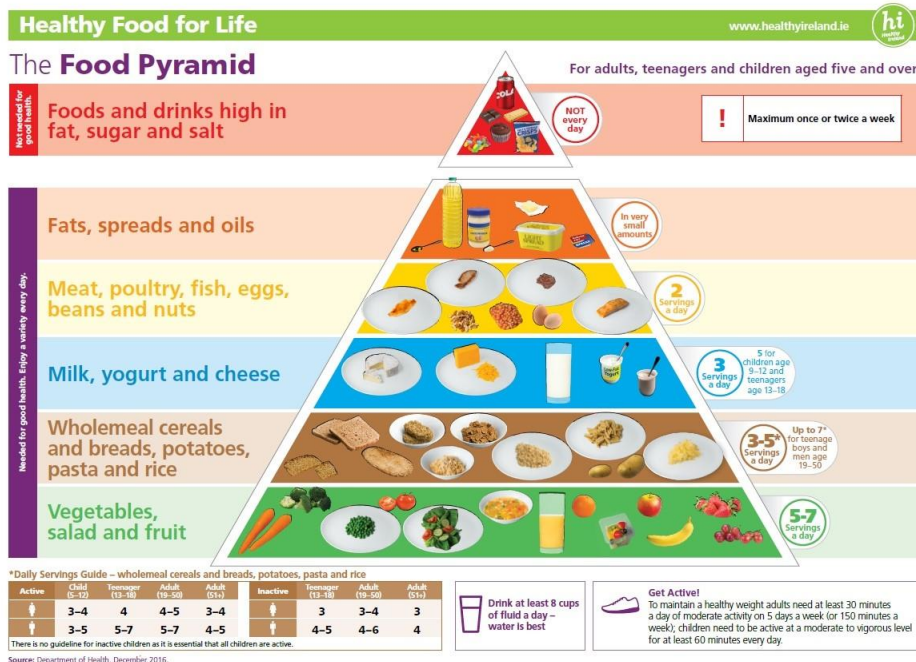 Healthy Food for Life
www.healthyireland.ie
hi
Healthy
Ireland
The Food Pyramid
For adults, teenagers and children aged five and over
Not needed for
good health.
Foods and drinks high in
fat, sugar and salt
COLA
CRISPS
NOT
every
day
!
Maximum once or twice a week
Needed for good health. Enjoy a variety every day.
Fats, spreads and oils
LIGHT
SPREAD
In very
small
amounts
Meat, poultry, fish, eggs,
beans and nuts
2
Servings
a day
Milk, yogurt and cheese
3
Servings
a day
5 for
children age
9–12 and
teenagers
age 13–18
Wholemeal cereals
and breads, potatoes,
pasta and rice
3-5*
Servings
a day
Up to 7*
for teenage
boys and
men age
19–50
Vegetables,
salad and fruit
5-7
Servings
a day
*Daily Servings Guide – wholemeal cereals and breads, potatoes, pasta and rice
Active Child (5–12) Teenager (13–18) Adult (19–50) Adult (51+) Inactive Teenager (13–18) Adult (19–50) Adult (51+)
3–4 4 4–5 3–4 3 3–4 3
3–5 5–7 5–7 4–5 4–5 4–6 4
There is no guideline for inactive children as it is essential that all children are active.
Source: Department of Health, December 2016.
Drink at least 8 cups
of fluid a day –
water is best
Get Active!
To maintain a healthy weight adults need at least 30 minutes
a day of moderate activity on 5 days a week (or 150 minutes a
week); children need to be active at a moderate to vigorous level
for at least 60 minutes every day.